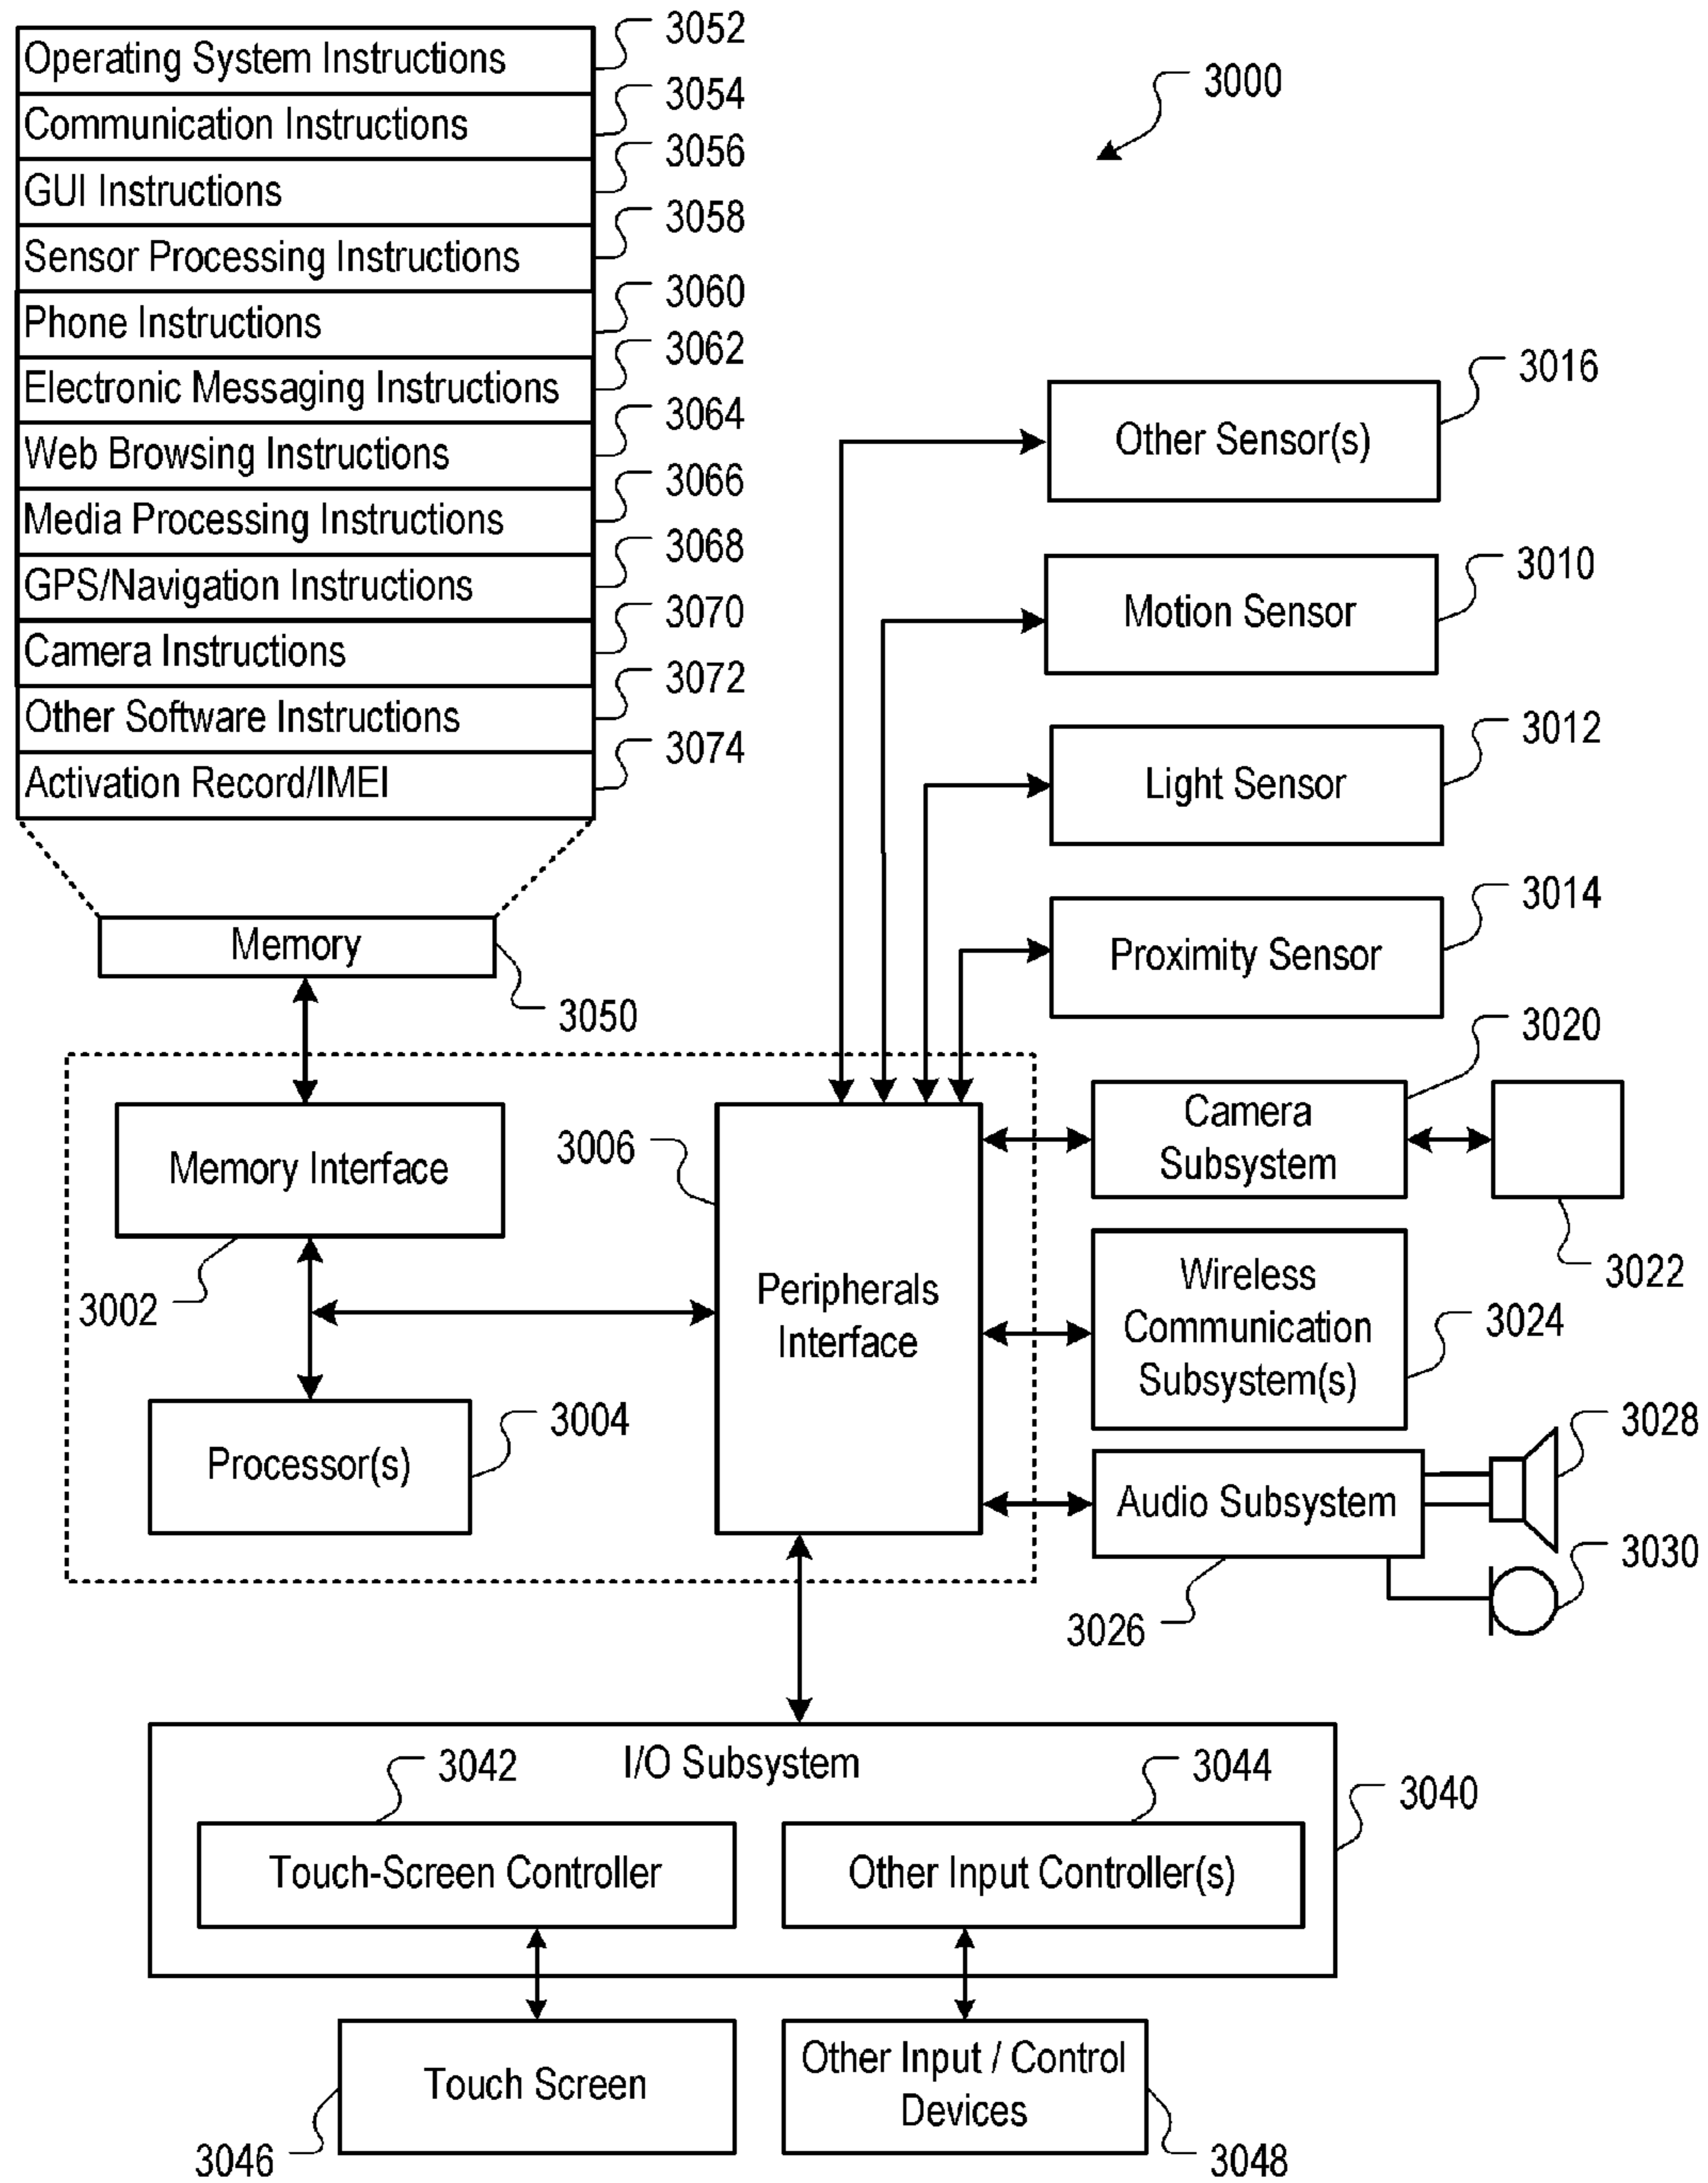 Operating System Instructions
3052
Communication Instructions
3054
GUI Instructions
3056
Sensor Processing Instructions
3058
Phone Instructions
3060
Electronic Messaging Instructions
3062
Web Browsing Instructions
3064
Media Processing Instructions
3066
GPS/Navigation Instructions
3068
Camera Instructions
3070
Other Software Instructions
3072
Activation Record/IMEI
3074
3000
Memory
3050
Other Sensor(s)
3016
Motion Sensor
3010
Light Sensor
3012
Proximity Sensor
3014
Memory Interface
3002
Processor(s)
3004
3006
Peripherals
Interface
Camera
Subsystem
3020
3022
Wireless
Communication
Subsystem(s)
3024
Audio Subsystem
3026
3028
3030
I/O Subsystem
3040
3042
Touch-Screen Controller
3044
Other Input Controller(s)
Touch Screen
3046
Other Input / Control
Devices
3048